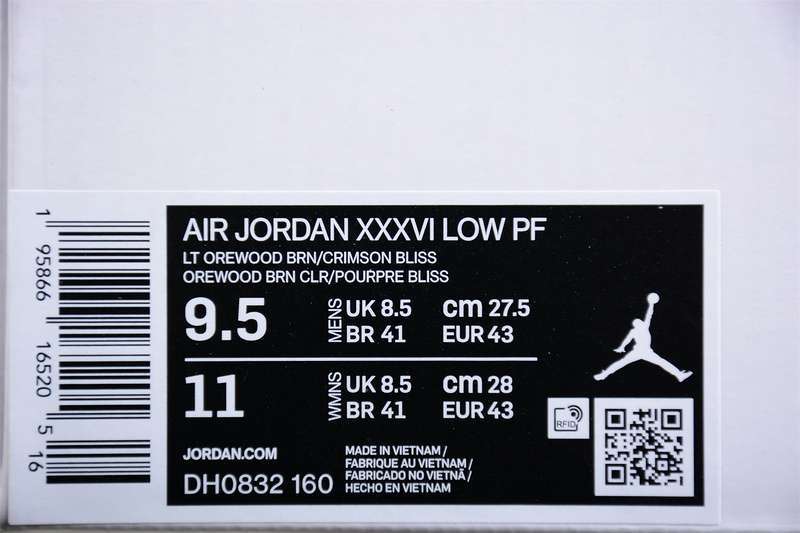 AIR JORDAN XXXVI LOW PF
LT OREWOOD BRN/CRIMSON BLISS
OREWOOD BRN CLR/POURPRE BLISS
9.5 MENS UK 8.5 cm 27.5
BR 41 EUR 43
11 WMNS UK 8.5 cm 28
BR 41 EUR 43
JORDAN.COM
DH0832 160
MADE IN VIETNAM /
FABRIQUE AU VIETNAM /
FABRICADO NO VIETNÃ /
HECHO EN VIETNAM
RFID
1 95866 16520 5 16